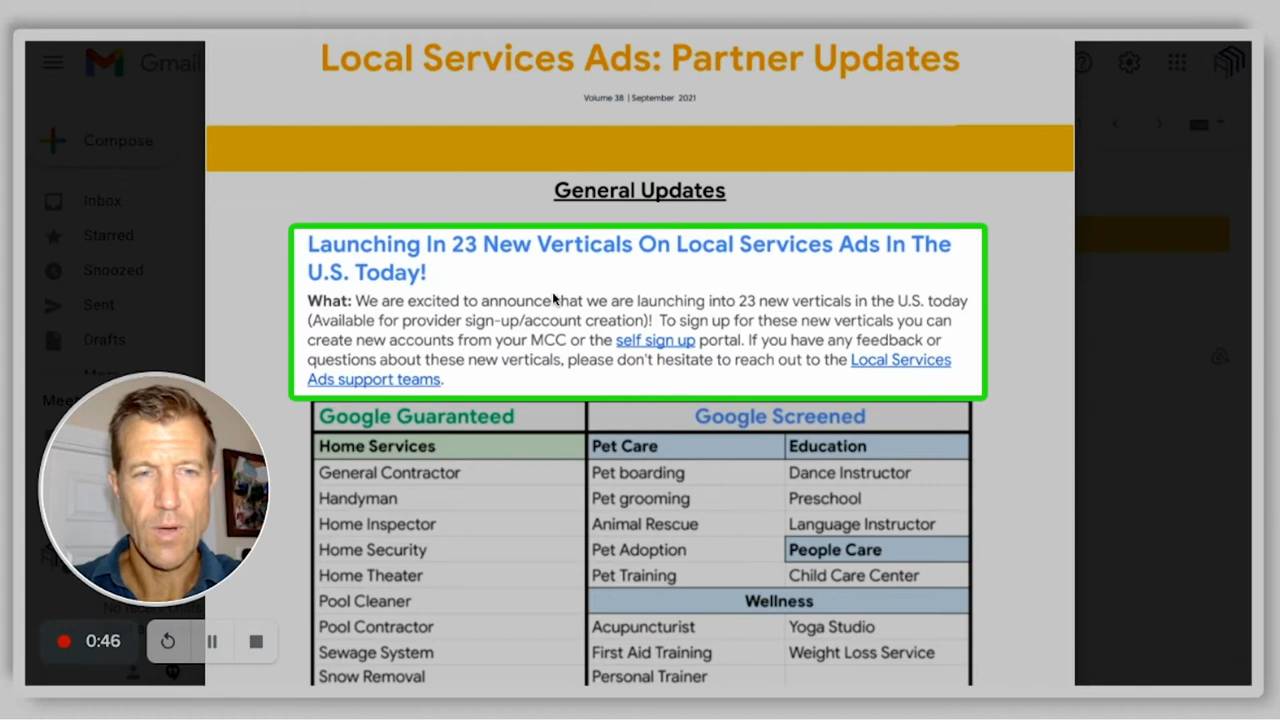 Local Services Ads: Partner Updates
Volume 38 | September 2021
Gmail
Compose
Inbox
Starred
Snoozed
Sent
Drafts
General Updates
Launching In 23 New Verticals On Local Services Ads In The
U.S. Today!
What: We are excited to announce that we are launching into 23 new verticals in the U.S. today
(Available for provider sign-up/account creation)! To sign up for these new verticals you can
create new accounts from your MCC or the self sign up portal. If you have any feedback or
questions about these new verticals, please don't hesitate to reach out to the Local Services
Ads support teams.
Google Guaranteed Google Screened
Home Services Pet Care Education
General Contractor Pet boarding Dance Instructor
Handyman Pet grooming Preschool
Home Inspector Animal Rescue Language Instructor
Home Security Pet Adoption People Care
Home Theater Pet Training Child Care Center
Pool Cleaner Wellness
Pool Contractor Acupuncturist Yoga Studio
Sewage System First Aid Training Weight Loss Service
Snow Removal Personal Trainer
0:46